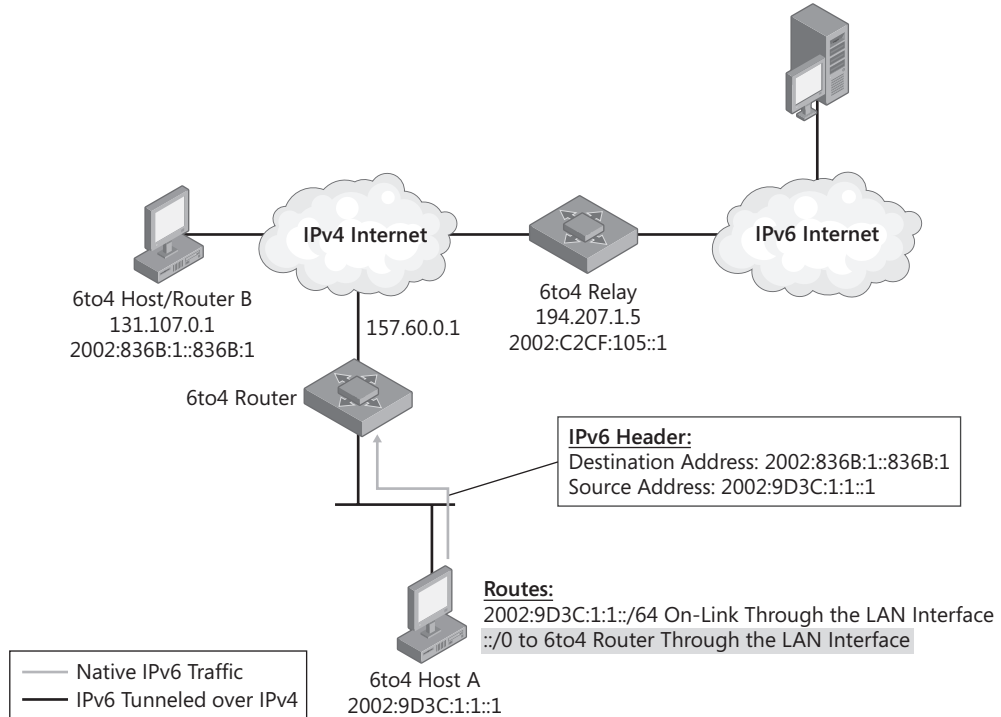 IPv4 Internet
IPv6 Internet
6to4 Host/Router B
131.107.0.1
2002:836B:1::836B:1
6to4 Relay
194.207.1.5
2002:C2CF:105::1
157.60.0.1
6to4 Router
IPv6 Header:
Destination Address: 2002:836B:1::836B:1
Source Address: 2002:9D3C:1:1::1
Routes:
2002:9D3C:1:1::/64 On-Link Through the LAN Interface
::/0 to 6to4 Router Through the LAN Interface
6to4 Host A
2002:9D3C:1:1::1
Native IPv6 Traffic
IPv6 Tunneled over IPv4